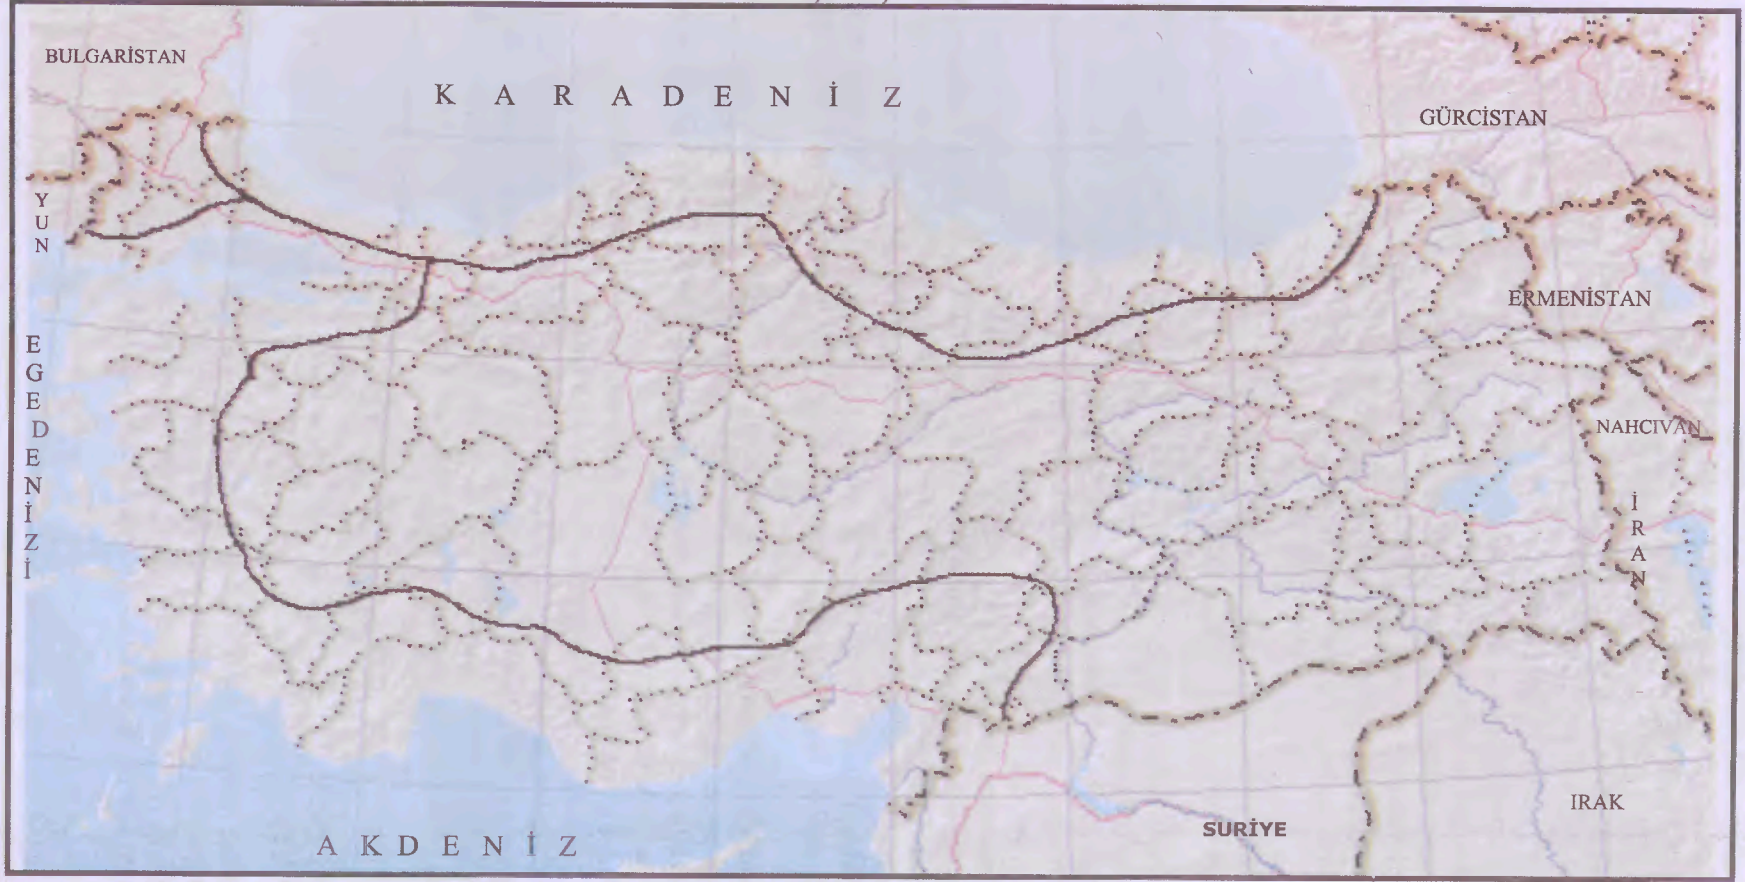 BULGARİSTAN
K A R A D E N İ Z
GÜRCİSTAN
YUN
EGE DENİZİ
ERMENİSTAN
NAHCIVAN
İRAN
IRAK
SURİYE
A K D E N İ Z